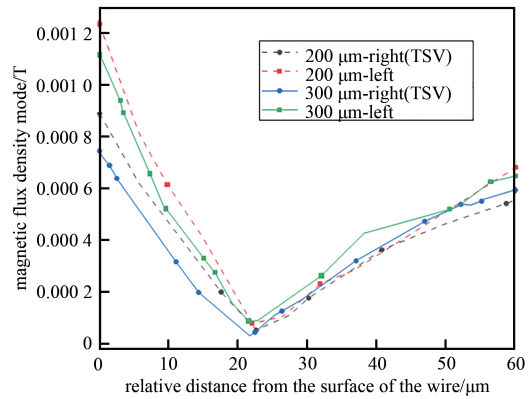 magnetic flux density mode/T
0.001 2
0.001 0
0.000 8
0.000 6
0.000 4
0.000 2
0
200 μm-right(TSV)
200 μm-left
300 μm-right(TSV)
300 μm-left
0 10 20 30 40 50 60
relative distance from the surface of the wire/μm